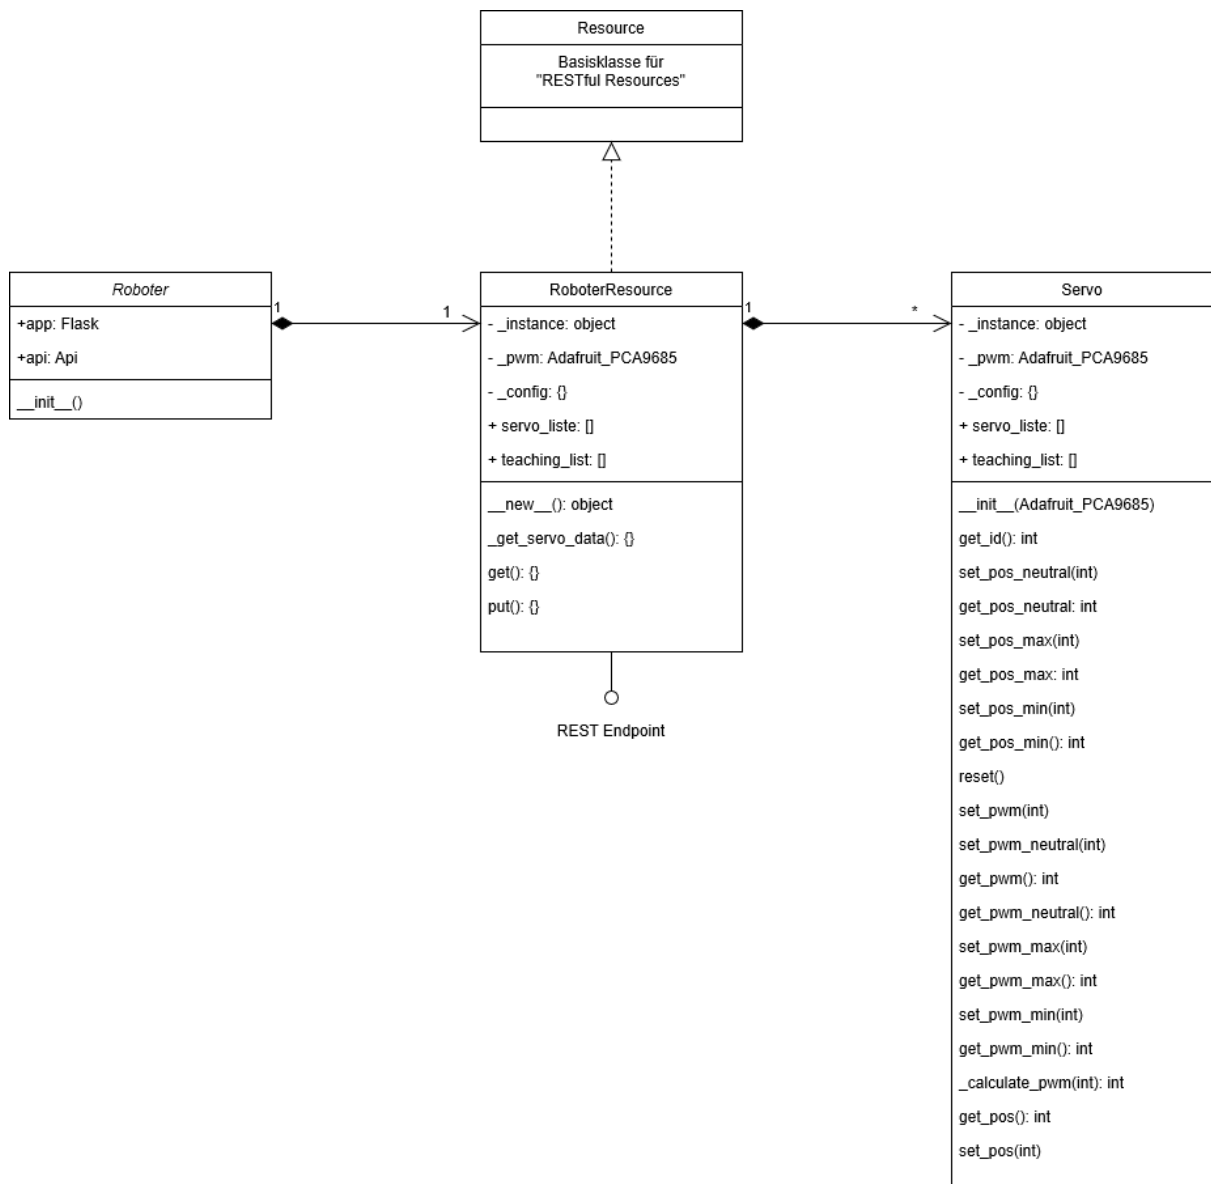 Resource
Basisklasse für
"RESTful Resources"
Roboter
+app: Flask
+api: Api
__init__()
1
1
RoboterResource
- _instance: object
- _pwm: Adafruit_PCA9685
- _config: {}
+ servo_liste: []
+ teaching_list: []
__new__(): object
_get_servo_data(): {}
get(): {}
put(): {}
REST Endpoint
1
*
Servo
- _instance: object
- _pwm: Adafruit_PCA9685
- _config: {}
+ servo_liste: []
+ teaching_list: []
__init__(Adafruit_PCA9685)
get_id(): int
set_pos_neutral(int)
get_pos_neutral: int
set_pos_max(int)
get_pos_max: int
set_pos_min(int)
get_pos_min(): int
reset()
set_pwm(int)
set_pwm_neutral(int)
get_pwm(): int
get_pwm_neutral(): int
set_pwm_max(int)
get_pwm_max(): int
set_pwm_min(int)
get_pwm_min(): int
_calculate_pwm(int): int
get_pos(): int
set_pos(int)